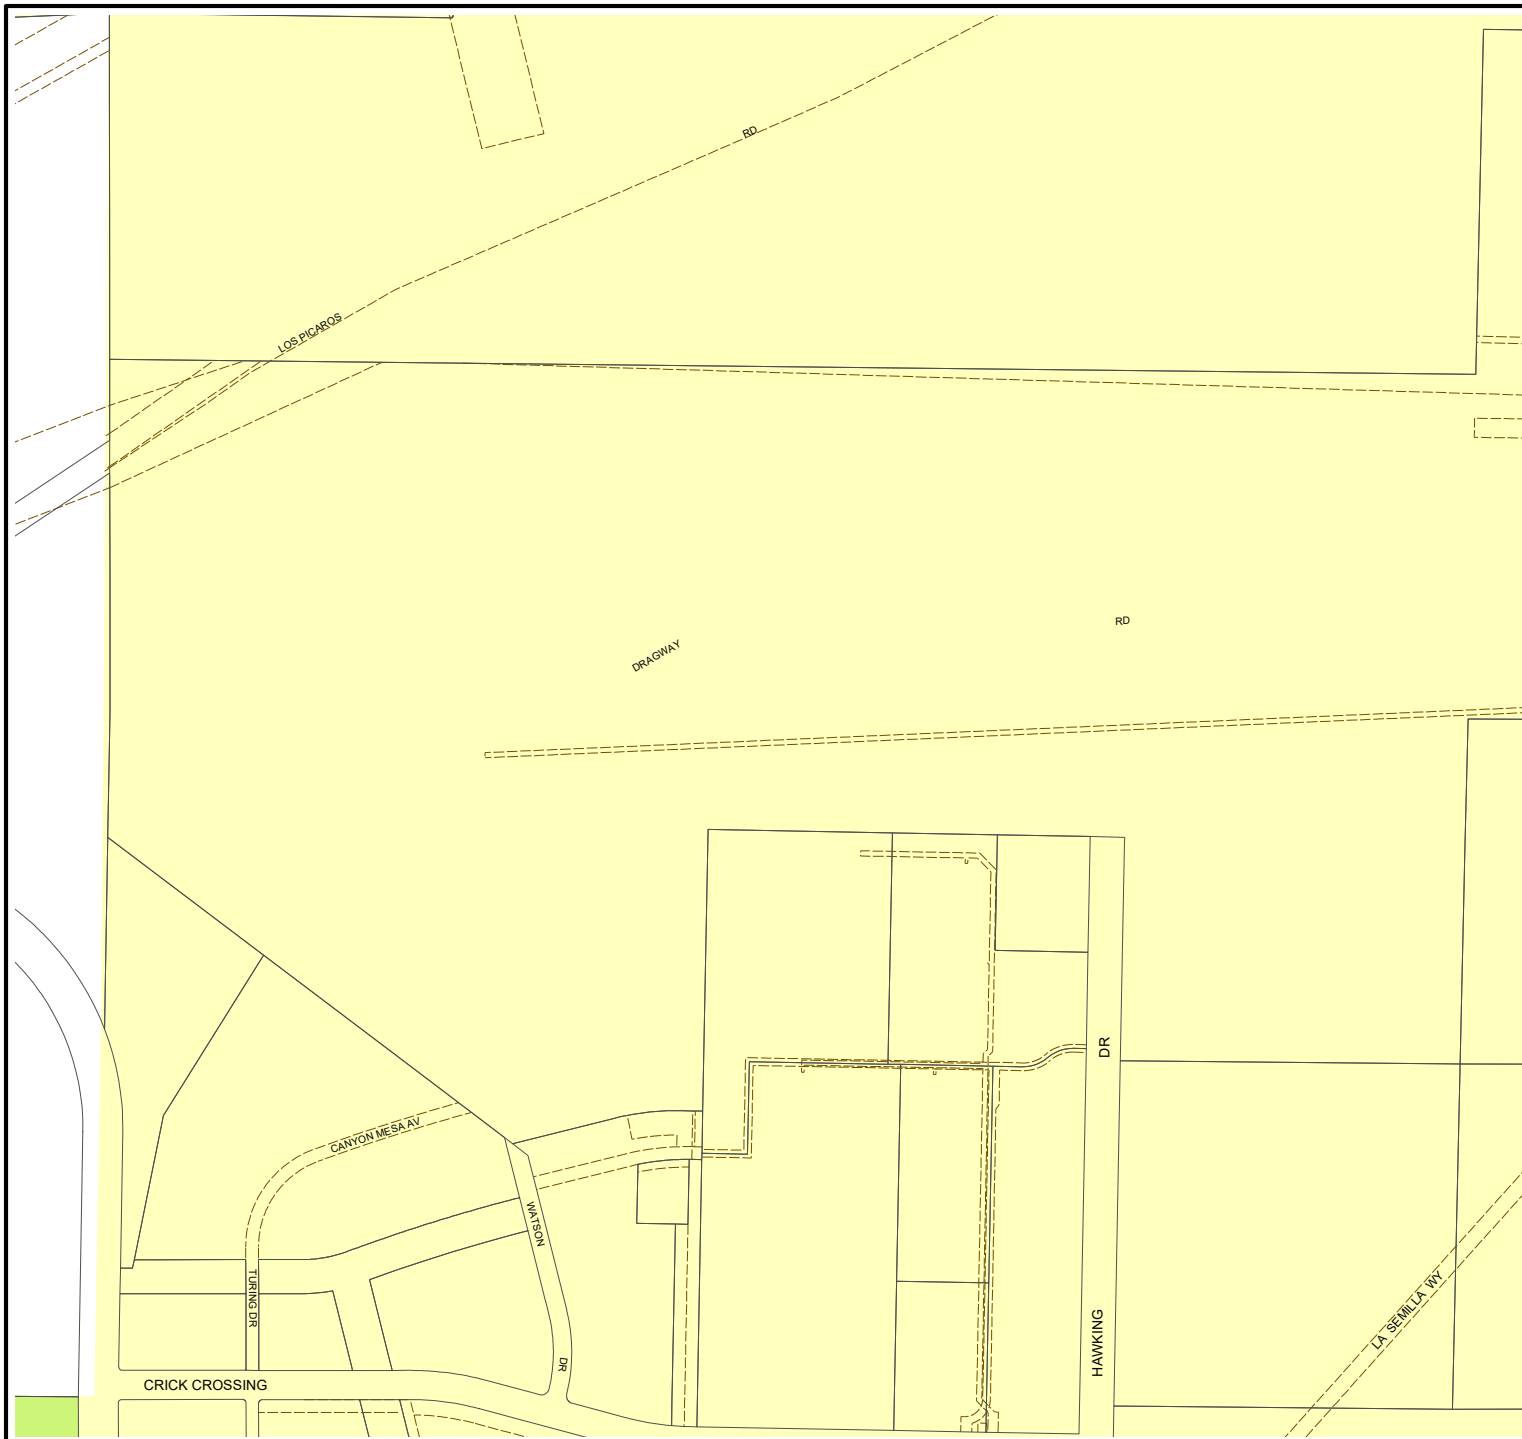 RD
LOS PICAROS
RD
DRAGWAY
DR
CANYON MESA AV
WATSON
TURING DR
LA SEMILLA WY
HAWKING
DR
CRICK CROSSING